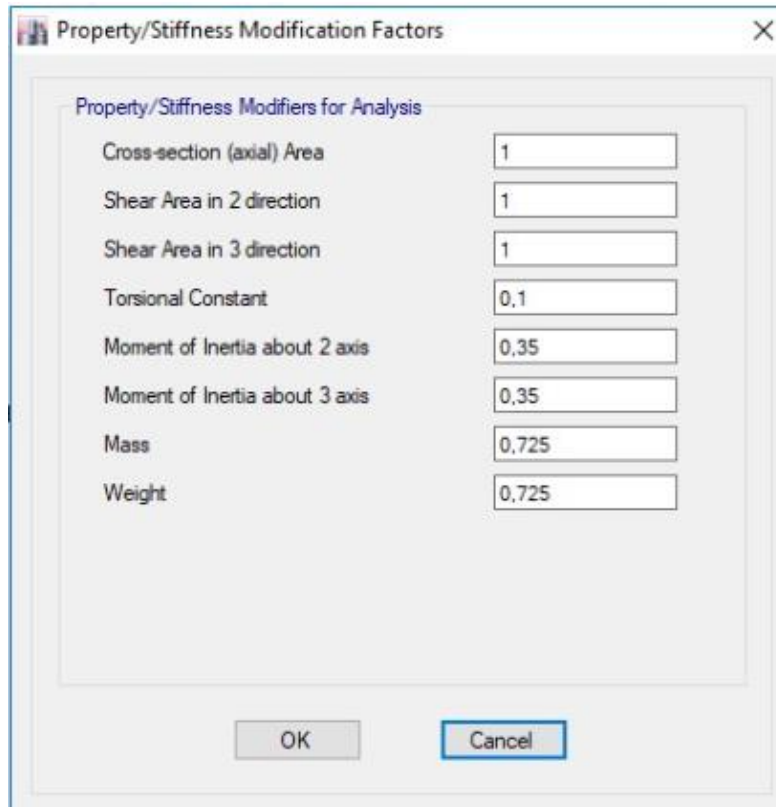 Property/Stiffness Modification Factors
Property/Stiffness Modifiers for Analysis
Cross-section (axial) Area 1
Shear Area in 2 direction 1
Shear Area in 3 direction 1
Torsional Constant 0,1
Moment of Inertia about 2 axis 0,35
Moment of Inertia about 3 axis 0,35
Mass 0,725
Weight 0,725
OK Cancel